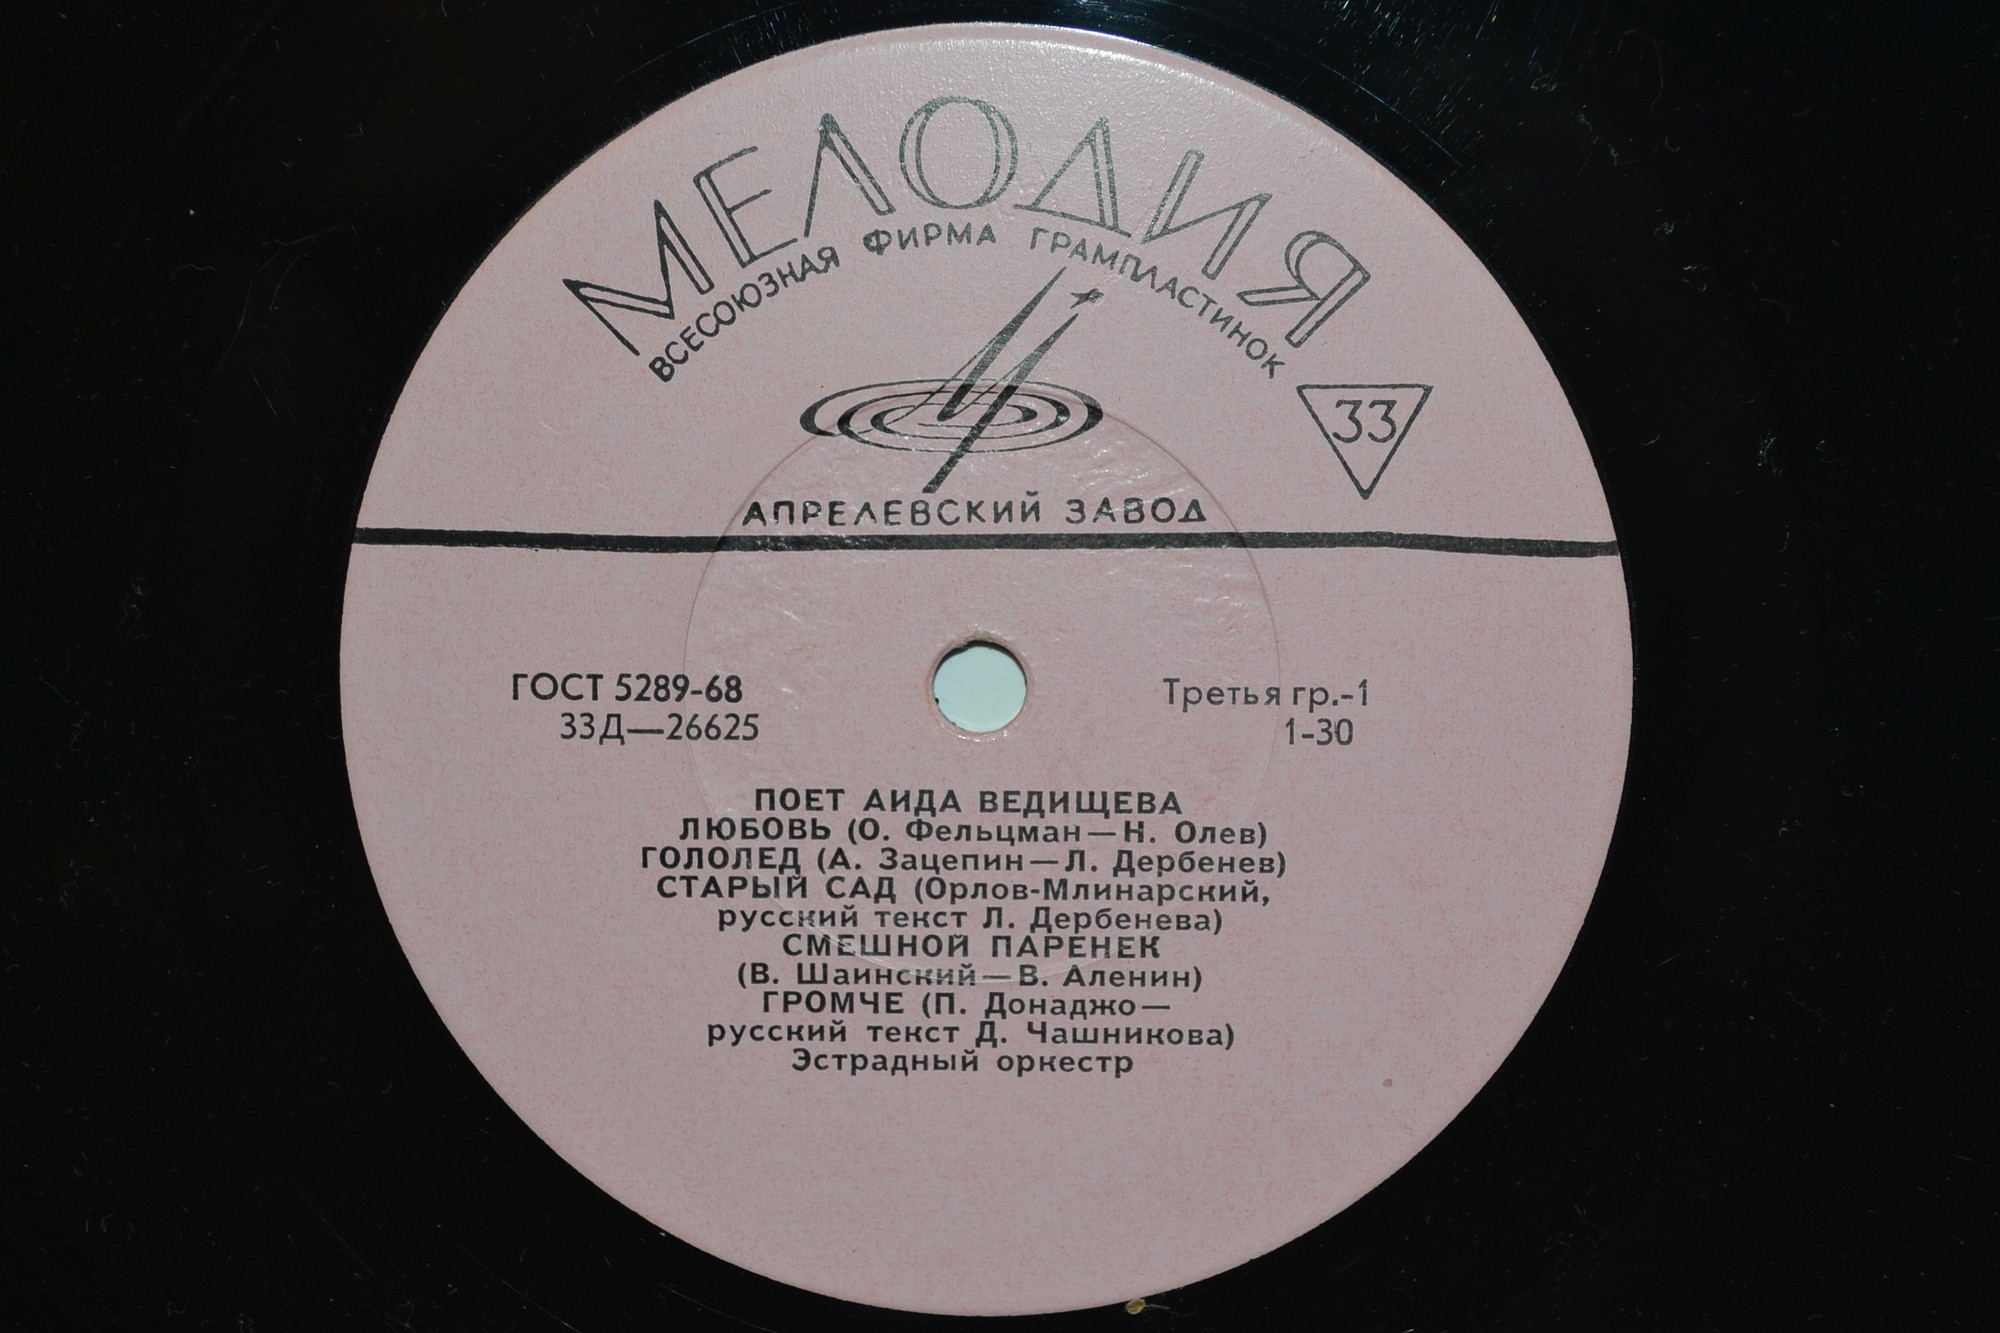 МЕЛОДИЯ
ВСЕСОЮЗНАЯ ФИРМА ГРАМПЛАСТИНОК
33
АПРЕЛЕВСКИЙ ЗАВОД
ГОСТ 5289-68
33Д—26625
Третья гр.-1
1-30
ПОЕТ АИДА ВЕДИЩЕВА
ЛЮБОВЬ (О. Фельцман—Н. Олев)
ГОЛОЛЕД (А. Зацепин—Л. Дербенев)
СТАРЫЙ САД (Орлов-Млинарский,
русский текст Л. Дербенева)
СМЕШНОЙ ПАРЕНЕК
(В. Шаинский—В. Аленин)
ГРОМЧЕ (П. Донаджо—
русский текст Д. Чашникова)
Эстрадный оркестр